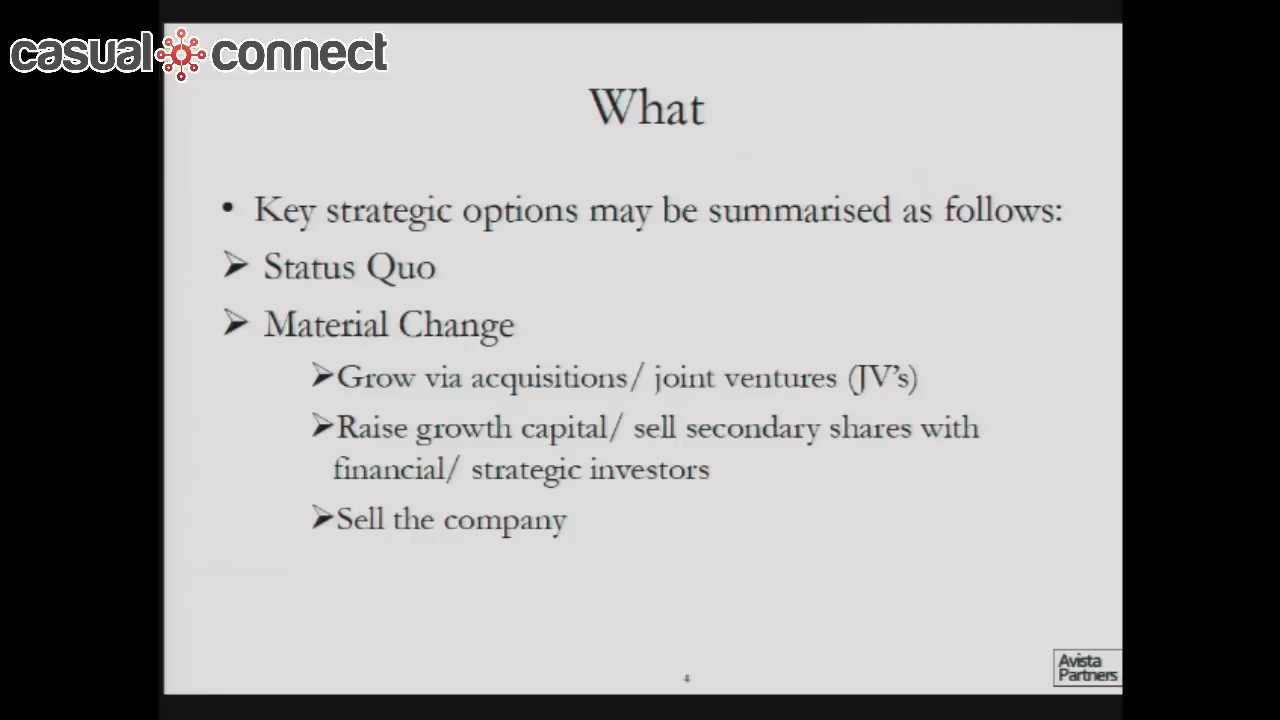 casual connect
What
• Key strategic options may be summarised as follows:
➢ Status Quo
➢ Material Change
➢Grow via acquisitions/ joint ventures (JV's)
➢Raise growth capital/ sell secondary shares with
financial/ strategic investors
➢Sell the company
4
Avista
Partners